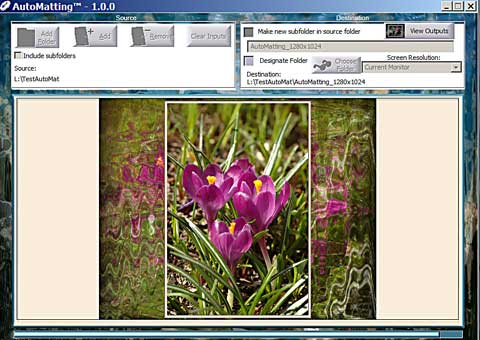 AutoMatting™ - 1.0.0
Source
Destination
Add Folder
Add
Remove
Clear Inputs
Make new subfolder in source folder
View Outputs
AutoMatting_1280x1024
Include subfolders
Designate Folder
Choose Folder
Screen Resolution:
Current Monitor
Source:
L:\TestAutoMat
Destination:
L:\TestAutoMat\AutoMatting_1280x1024